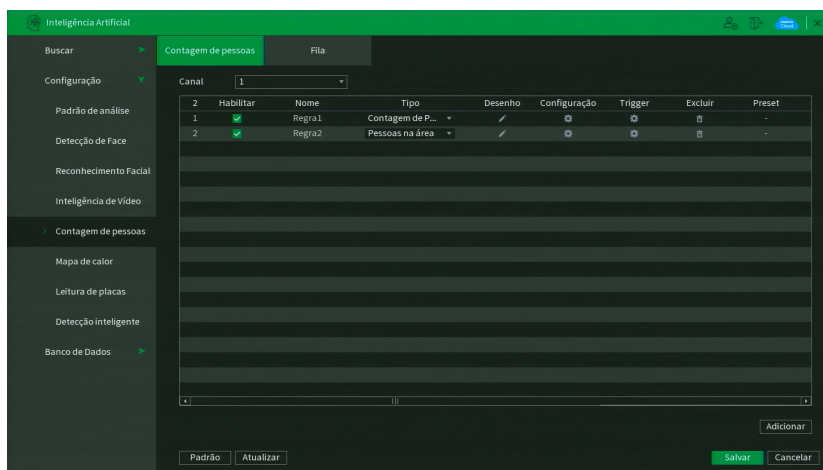 Inteligência Artificial
Cloud
Buscar
Contagem de pessoas Fila
Configuração
Canal 1
2 Habilitar Nome Tipo Desenho Configuração Trigger Excluir Preset
1 Regra1 Contagem de P... -
2 Regra2 Pessoas na área -
Padrão de análise
Detecção de Face
Reconhecimento Facial
Inteligência de Vídeo
Contagem de pessoas
Mapa de calor
Leitura de placas
Detecção inteligente
Banco de Dados
Adicionar
Padrão Atualizar Salvar Cancelar